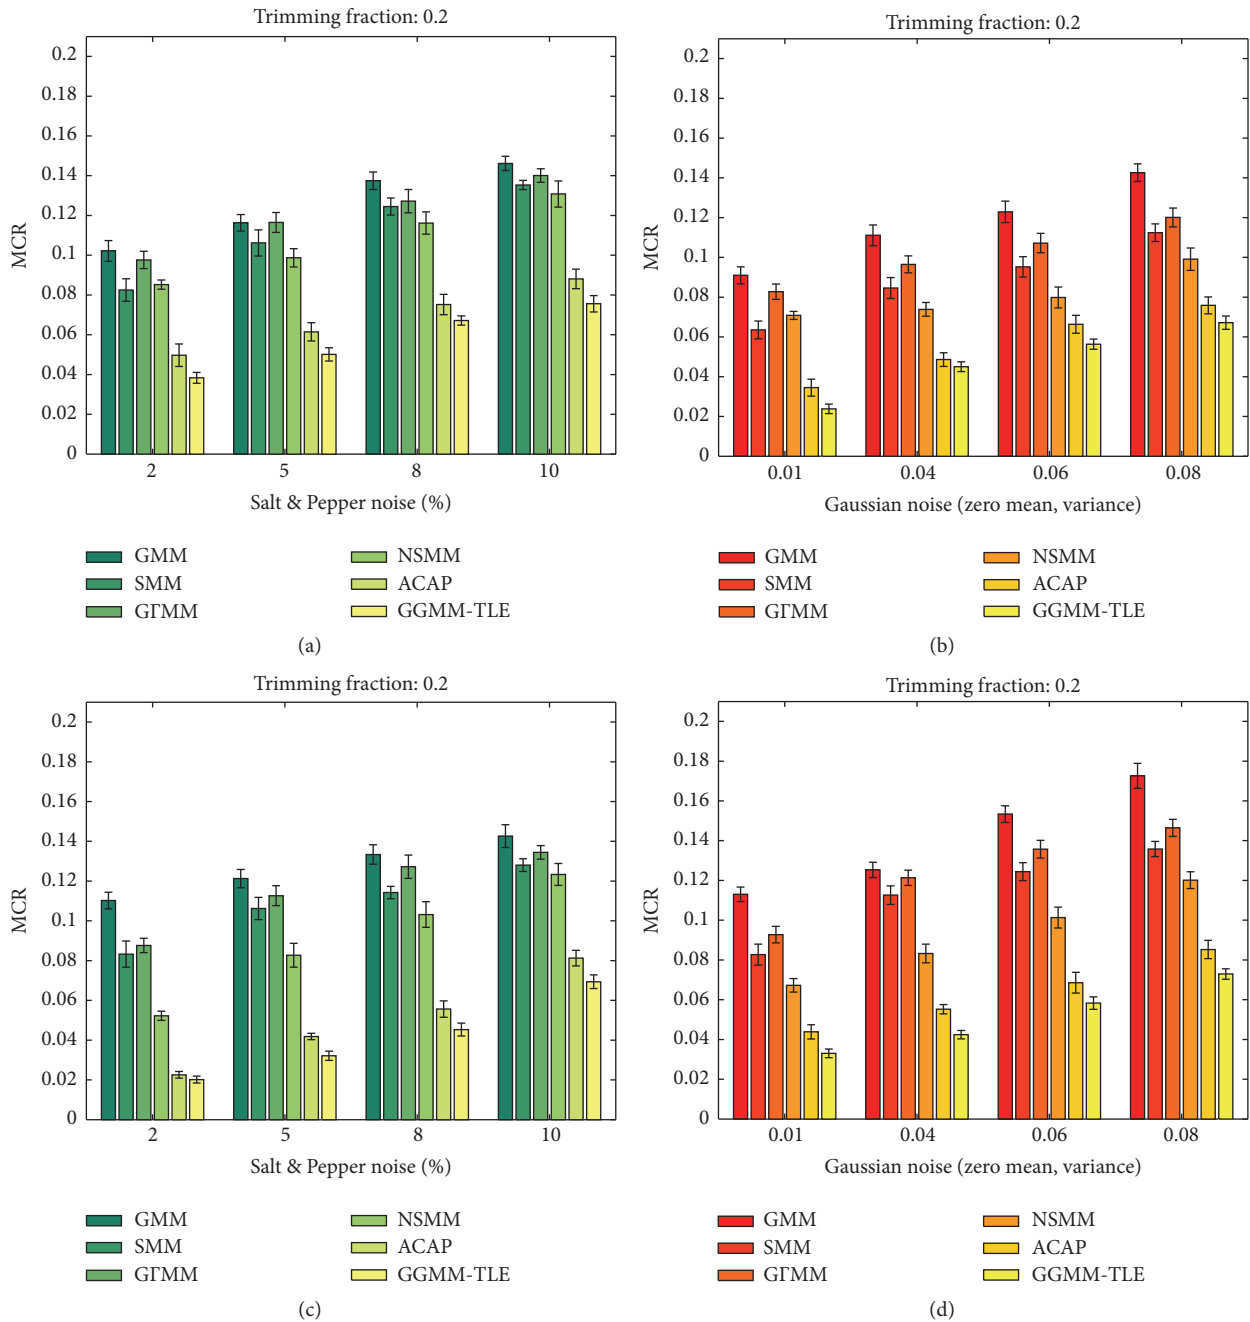 Trimming fraction: 0.2
0.2
0.18
0.16
0.14
0.12
0.1
0.08
0.06
0.04
0.02
0
MCR
2 5 8 10
Salt & Pepper noise (%)
GMM
SMM
GΓMM
NSMM
ACAP
GGMM-TLE
(a)
Trimming fraction: 0.2
0.2
0.18
0.16
0.14
0.12
0.1
0.08
0.06
0.04
0.02
0
MCR
0.01 0.04 0.06 0.08
Gaussian noise (zero mean, variance)
GMM
SMM
GΓMM
NSMM
ACAP
GGMM-TLE
(b)
Trimming fraction: 0.2
0.2
0.18
0.16
0.14
0.12
0.1
0.08
0.06
0.04
0.02
0
MCR
2 5 8 10
Salt & Pepper noise (%)
GMM
SMM
GΓMM
NSMM
ACAP
GGMM-TLE
(c)
Trimming fraction: 0.2
0.2
0.18
0.16
0.14
0.12
0.1
0.08
0.06
0.04
0.02
0
MCR
0.01 0.04 0.06 0.08
Gaussian noise (zero mean, variance)
GMM
SMM
GΓMM
NSMM
ACAP
GGMM-TLE
(d)